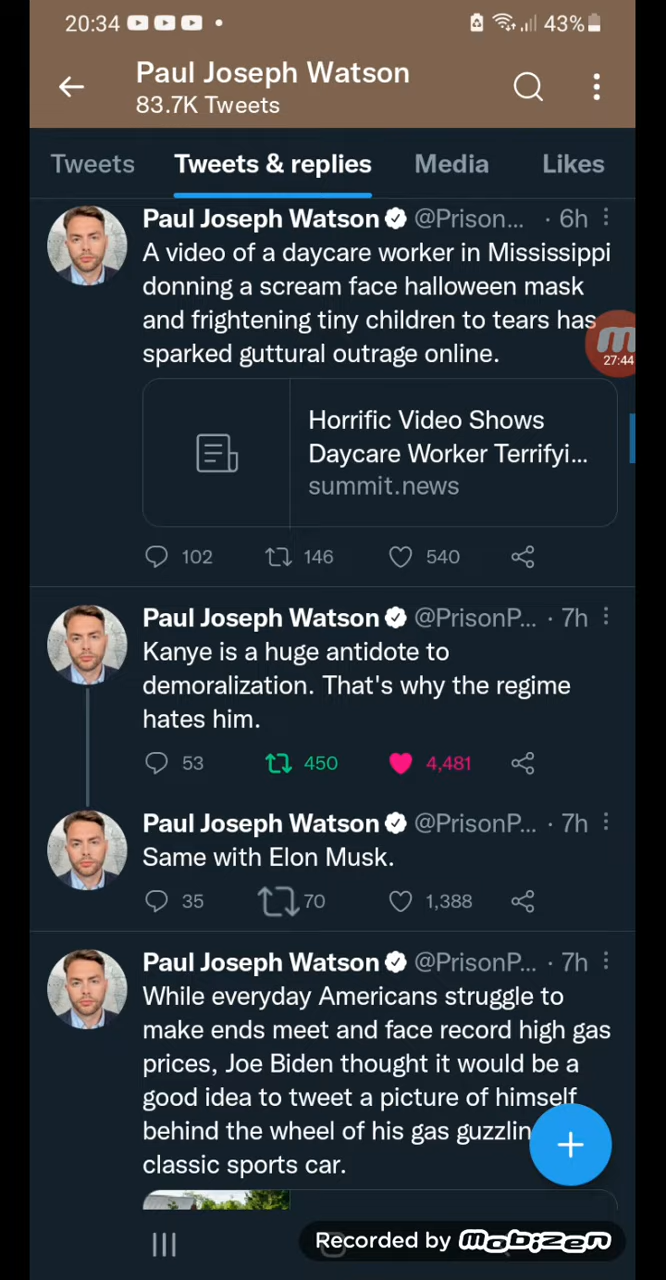 20:34 43%
Paul Joseph Watson
83.7K Tweets
Tweets Tweets & replies Media Likes
Paul Joseph Watson @Prison... · 6h
A video of a daycare worker in Mississippi
donning a scream face halloween mask
and frightening tiny children to tears has
sparked guttural outrage online.
27:44
Horrific Video Shows
Daycare Worker Terrifyi...
summit.news
102 146 540
Paul Joseph Watson @PrisonP... · 7h
Kanye is a huge antidote to
demoralization. That's why the regime
hates him.
53 450 4,481
Paul Joseph Watson @PrisonP... · 7h
Same with Elon Musk.
35 70 1,388
Paul Joseph Watson @PrisonP... · 7h
While everyday Americans struggle to
make ends meet and face record high gas
prices, Joe Biden thought it would be a
good idea to tweet a picture of himself
behind the wheel of his gas guzzlin
classic sports car.
Recorded by mobizen